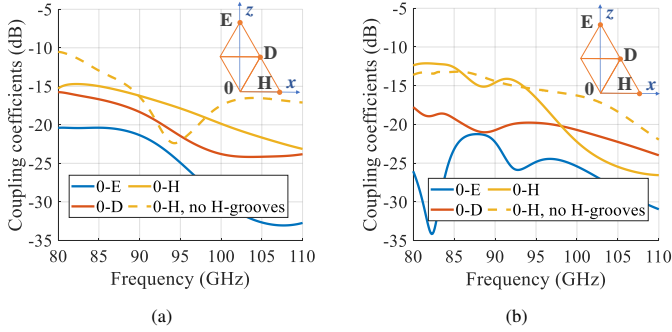 Coupling coefficients (dB)
-5
-10
-15
-20
-25
-30
-35
80 85 90 95 100 105 110
Frequency (GHz)
E z
D
0 H x
0-E 0-H
0-D 0-H, no H-grooves
(a)
Coupling coefficients (dB)
-5
-10
-15
-20
-25
-30
-35
80 85 90 95 100 105 110
Frequency (GHz)
E z
D
0 H x
0-E 0-H
0-D 0-H, no H-grooves
(b)